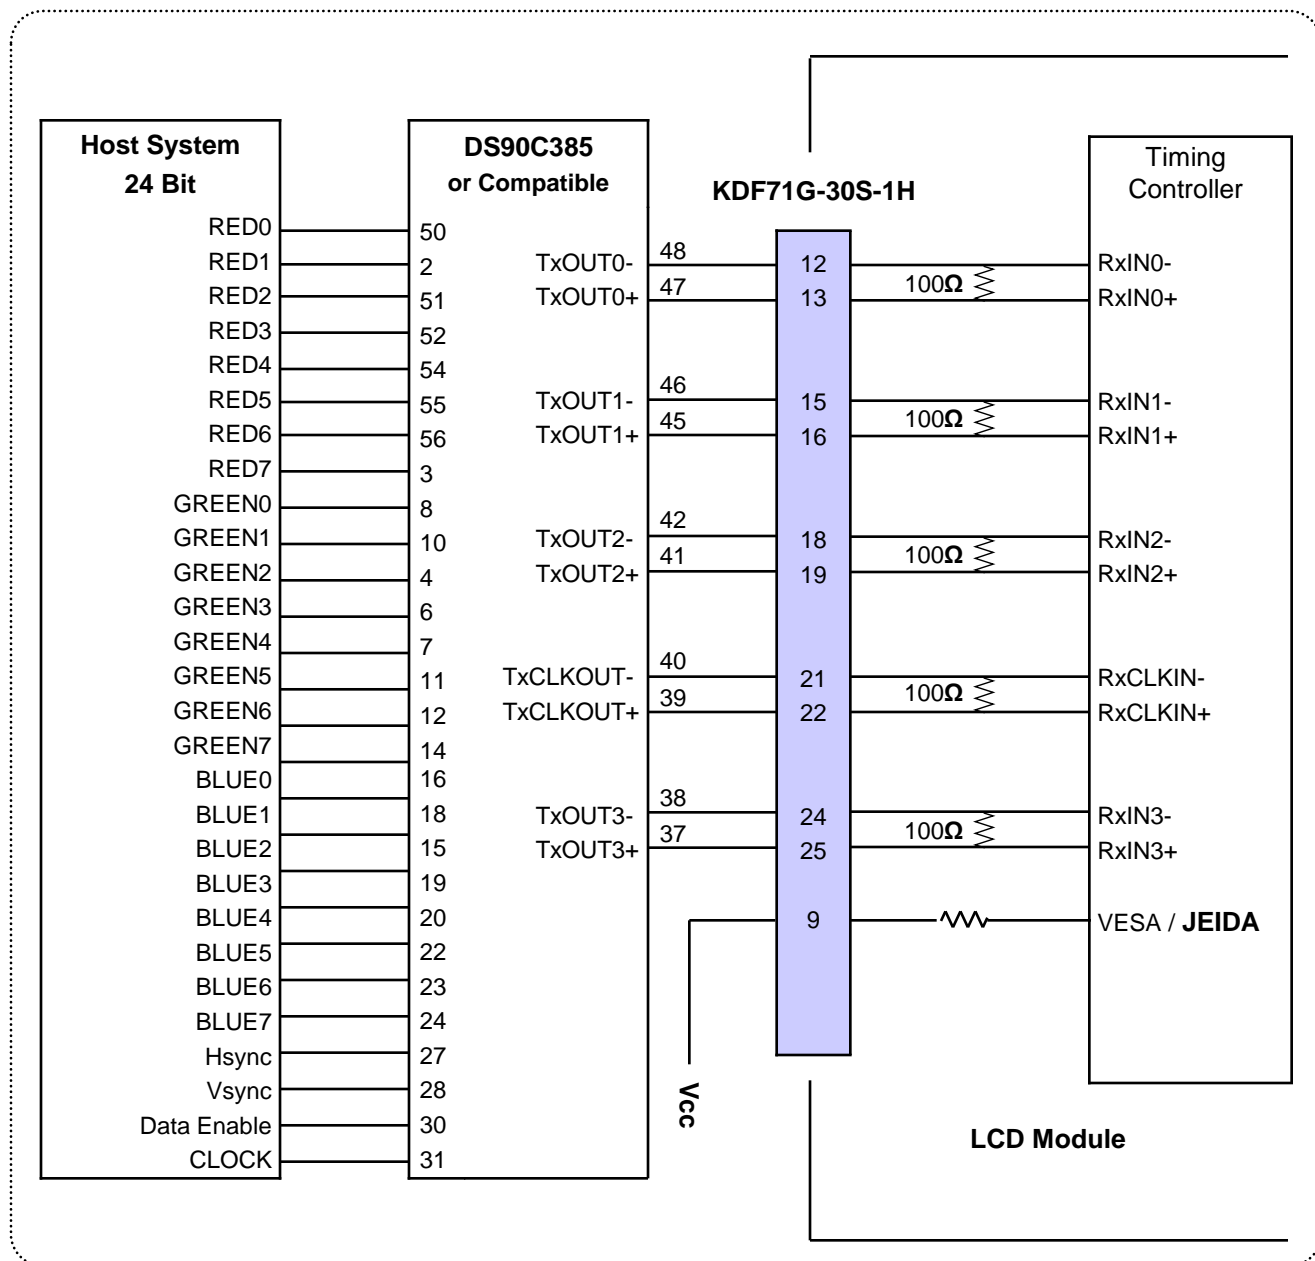 Host System
24 Bit
RED0
RED1
RED2
RED3
RED4
RED5
RED6
RED7
GREEN0
GREEN1
GREEN2
GREEN3
GREEN4
GREEN5
GREEN6
GREEN7
BLUE0
BLUE1
BLUE2
BLUE3
BLUE4
BLUE5
BLUE6
BLUE7
Hsync
Vsync
Data Enable
CLOCK
DS90C385
or Compatible
50
2
51
52
54
55
56
3
8
10
4
6
7
11
12
14
16
18
15
19
20
22
23
24
27
28
30
31
TxOUT0-
TxOUT0+
TxOUT1-
TxOUT1+
TxOUT2-
TxOUT2+
TxCLKOUT-
TxCLKOUT+
TxOUT3-
TxOUT3+
48
47
46
45
42
41
40
39
38
37
Vcc
KDF71G-30S-1H
12
13
15
16
18
19
21
22
24
25
9
100Ω
100Ω
100Ω
100Ω
100Ω
Timing
Controller
RxIN0-
RxIN0+
RxIN1-
RxIN1+
RxIN2-
RxIN2+
RxCLKIN-
RxCLKIN+
RxIN3-
RxIN3+
VESA / JEIDA
LCD Module